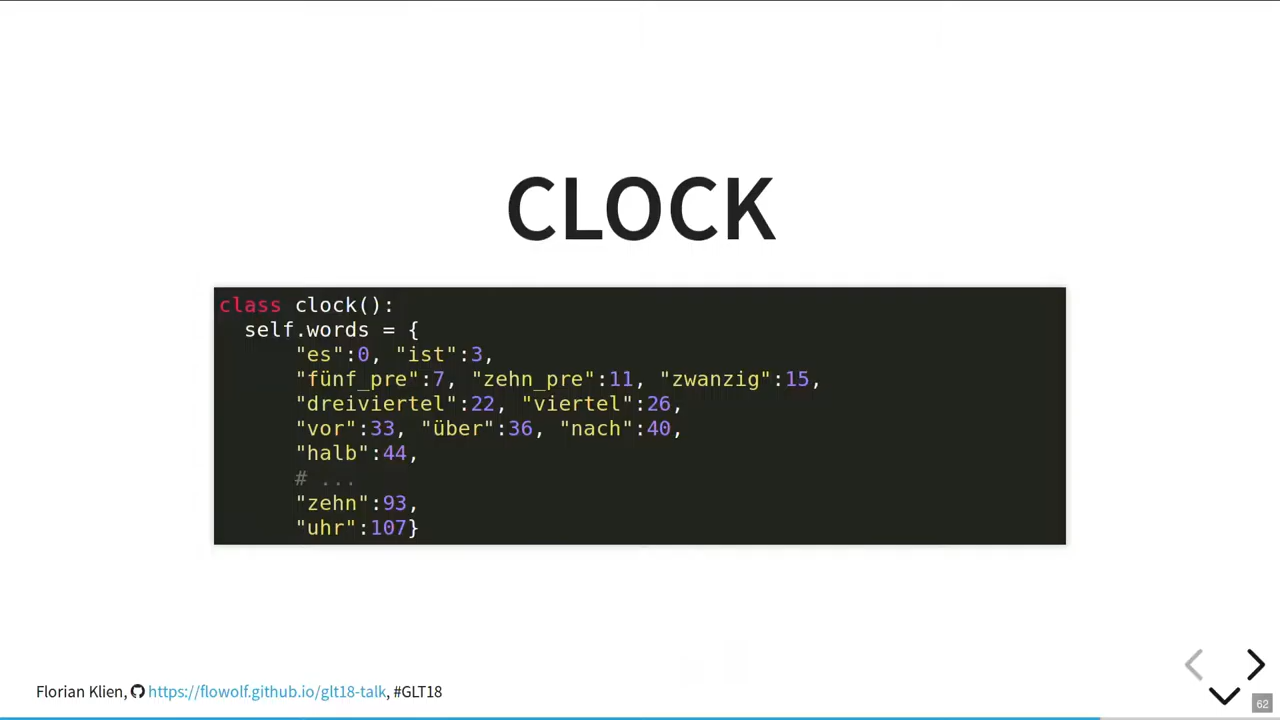 CLOCK
class clock():
  self.words = {
      "es":0, "ist":3,
      "fünf_pre":7, "zehn_pre":11, "zwanzig":15,
      "dreiviertel":22, "viertel":26,
      "vor":33, "über":36, "nach":40,
      "halb":44,
      # ...
      "zehn":93,
      "uhr":107}
Florian Klien, https://flowolf.github.io/glt18-talk, #GLT18
62